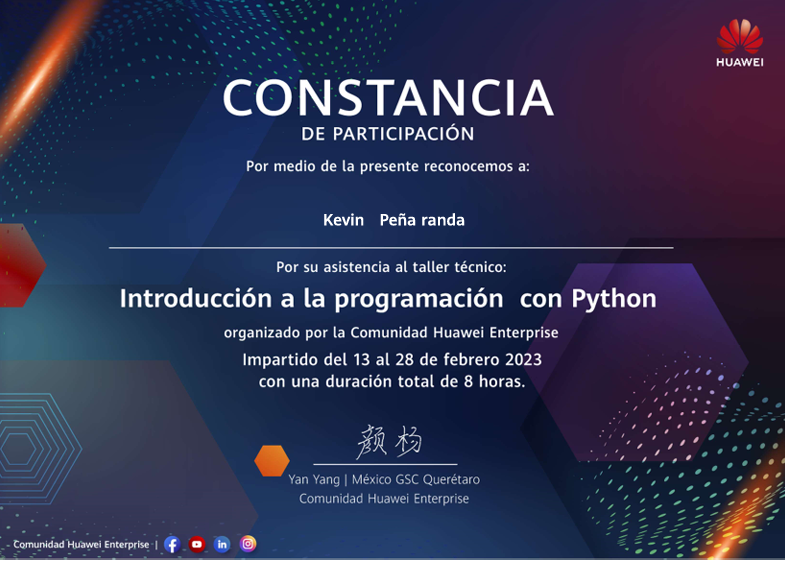 HUAWEI
CONSTANCIA
DE PARTICIPACIÓN
Por medio de la presente reconocemos a:
Kevin Peña randa
Por su asistencia al taller técnico:
Introducción a la programación con Python
organizado por la Comunidad Huawei Enterprise
Impartido del 13 al 28 de febrero 2023
con una duración total de 8 horas.
颜 杨
Yan Yang | México GSC Querétaro
Comunidad Huawei Enterprise
Comunidad Huawei Enterprise |